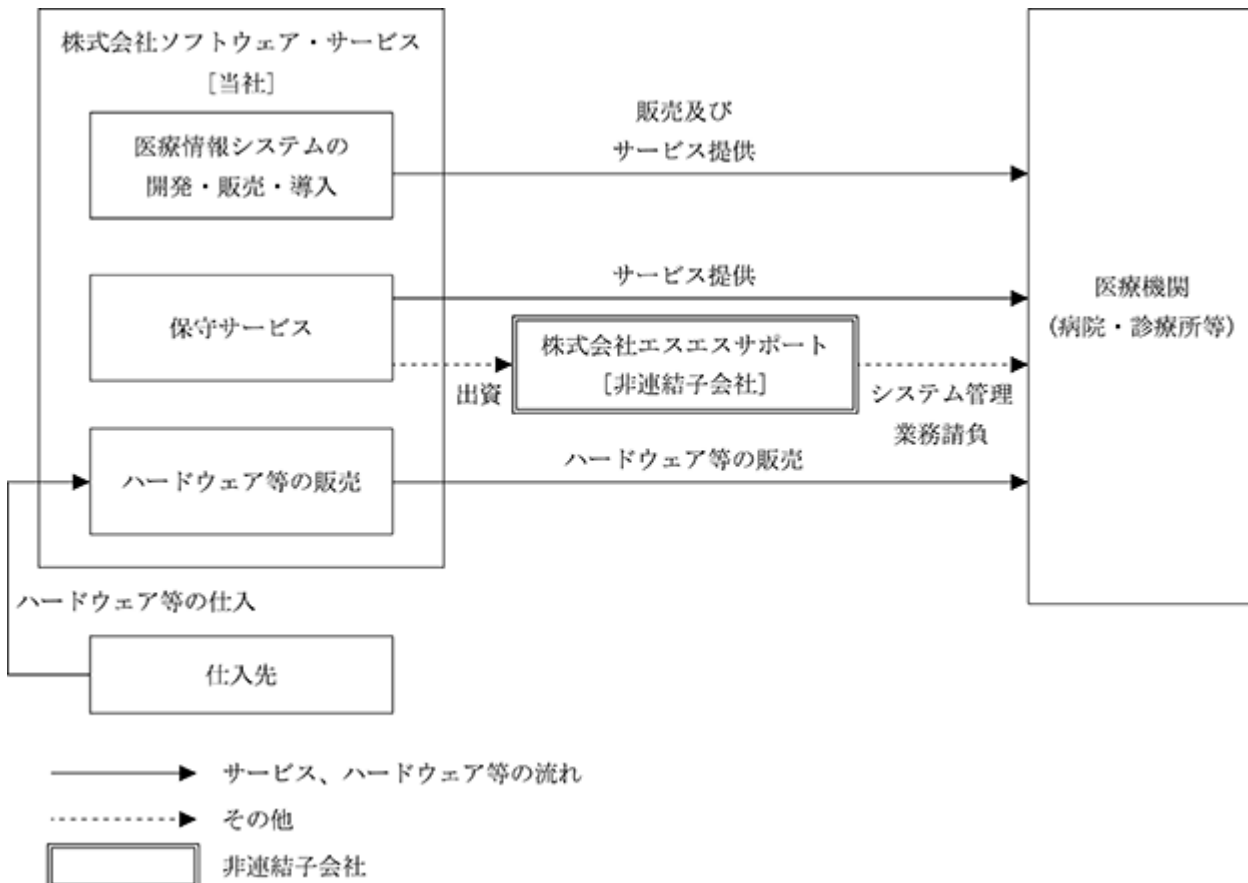 株式会社ソフトウェア・サービス
［当社］
医療情報システムの
開発・販売・導入
販売及び
サービス提供
保守サービス
サービス提供
出資
株式会社エスエスサポート
［非連結子会社］
システム管理
業務請負
医療機関
(病院・診療所等)
ハードウェア等の販売
ハードウェア等の販売
ハードウェア等の仕入
仕入先
サービス、ハードウェア等の流れ
その他
非連結子会社